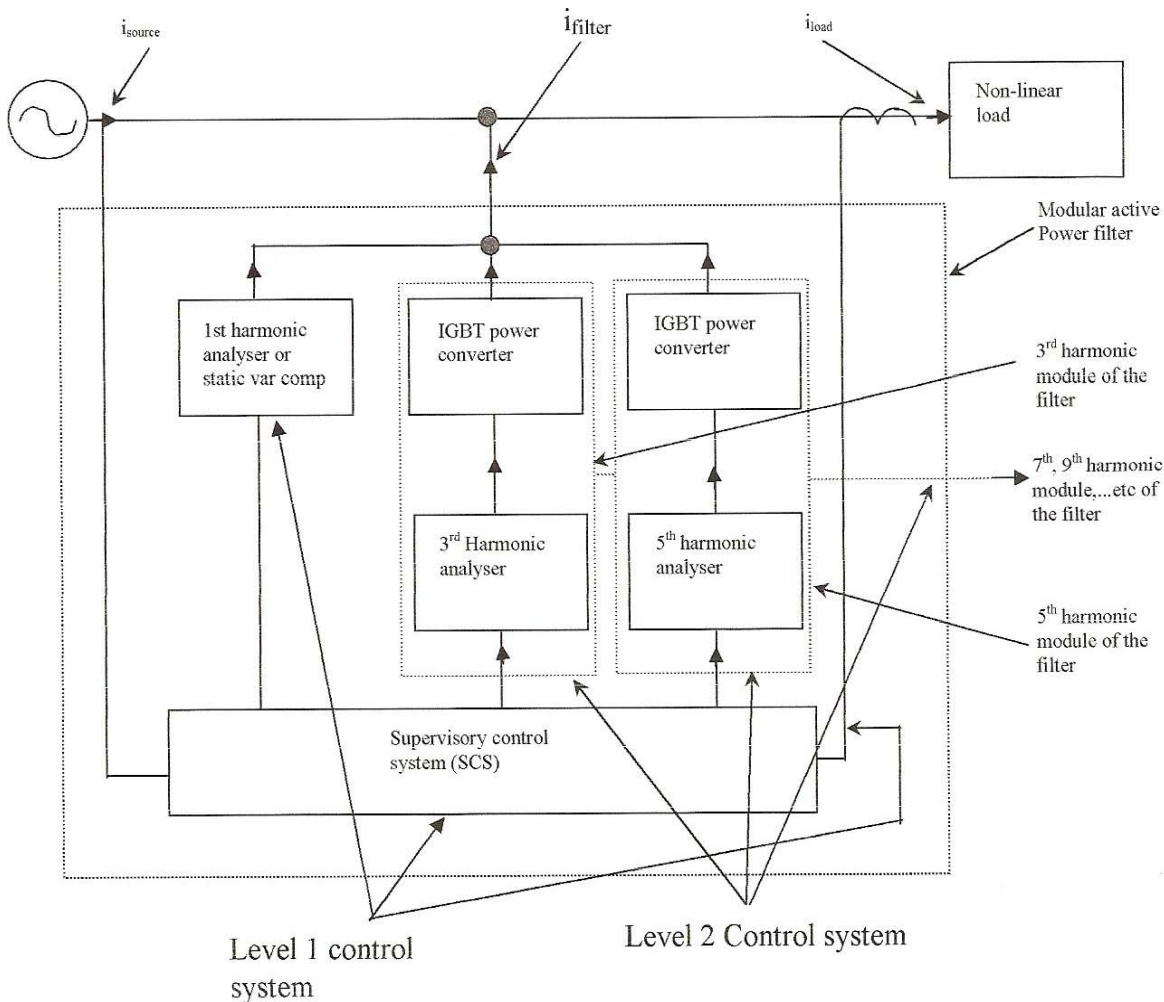 i_source
i_filter
i_load
Non-linear
load
Modular active
Power filter
1st harmonic
analyser or
static var comp
IGBT power
converter
IGBT power
converter
3rd harmonic
module of the
filter
7th, 9th harmonic
module,...etc of
the filter
3rd Harmonic
analyser
5th harmonic
analyser
5th harmonic
module of the
filter
Supervisory control
system (SCS)
Level 1 control
system
Level 2 Control system